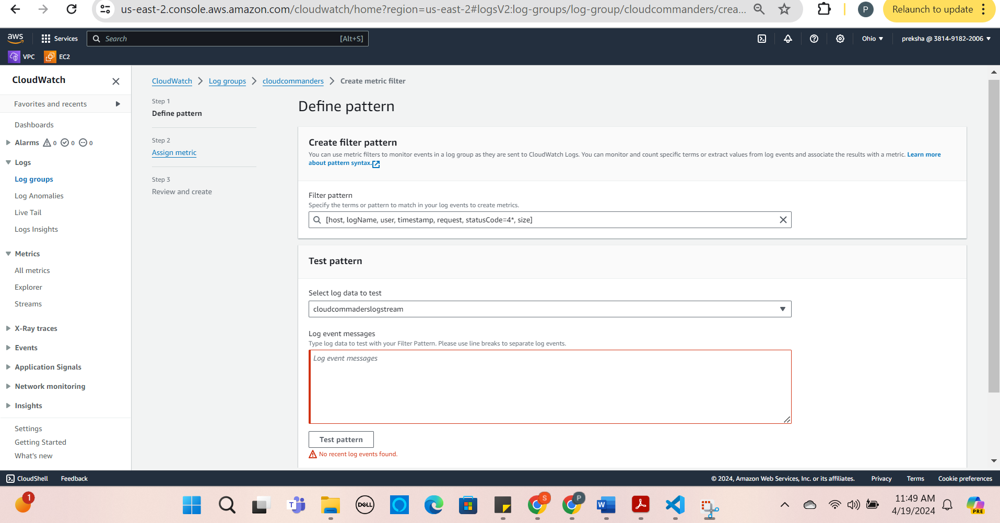 us-east-2.console.aws.amazon.com/cloudwatch/home?region=us-east-2#logsV2:log-groups/log-group/cloudcommanders/crea...
P
Relaunch to update
aws
Services
Search
[Alt+S]
Ohio
preksha @ 3814-9182-2006
VPC
EC2
CloudWatch
Favorites and recents
Dashboards
Alarms 0 0 0
Logs
Log groups
Log Anomalies
Live Tail
Logs Insights
Metrics
All metrics
Explorer
Streams
X-Ray traces
Events
Application Signals
Network monitoring
Insights
Settings
Getting Started
What's new
CloudWatch
Log groups
cloudcommanders
Create metric filter
Step 1
Define pattern
Step 2
Assign metric
Step 3
Review and create
Define pattern
Create filter pattern
You can use metric filters to monitor events in a log group as they are sent to CloudWatch Logs. You can monitor and count specific terms or extract values from log events and associate the results with a metric. Learn more
about pattern syntax.
Filter pattern
Specify the terms or pattern to match in your log events to create metrics.
[host, logName, user, timestamp, request, statusCode=4*, size]
Test pattern
Select log data to test
cloudcommaderslogstream
Log event messages
Type log data to test with your Filter Pattern. Please use line breaks to separate log events.
Log event messages
Test pattern
No recent log events found.
CloudShell
Feedback
© 2024, Amazon Web Services, Inc. or its affiliates.
Privacy
Terms
Cookie preferences
1
T
DELL
S
P
W
11:49 AM
4/19/2024
PRE